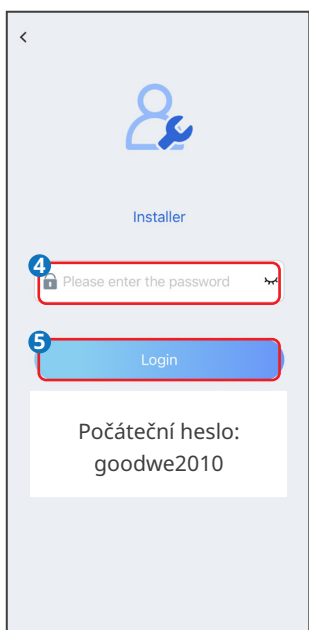 Installer
4
Please enter the password
5
Login
Počáteční heslo:
goodwe2010